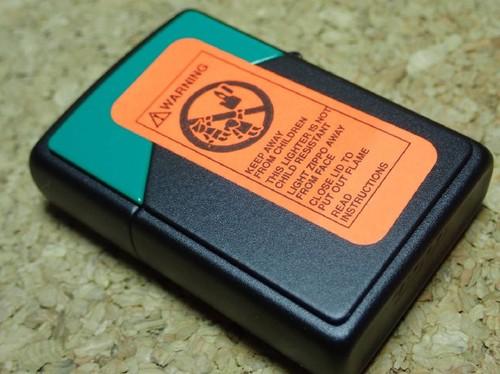 WARNING
KEEP AWAY
FROM CHILDREN
THIS LIGHTER IS NOT
CHILD RESISTANT
LIGHT ZIPPO AWAY
FROM FACE
CLOSE LID TO
PUT OUT FLAME
READ
INSTRUCTIONS